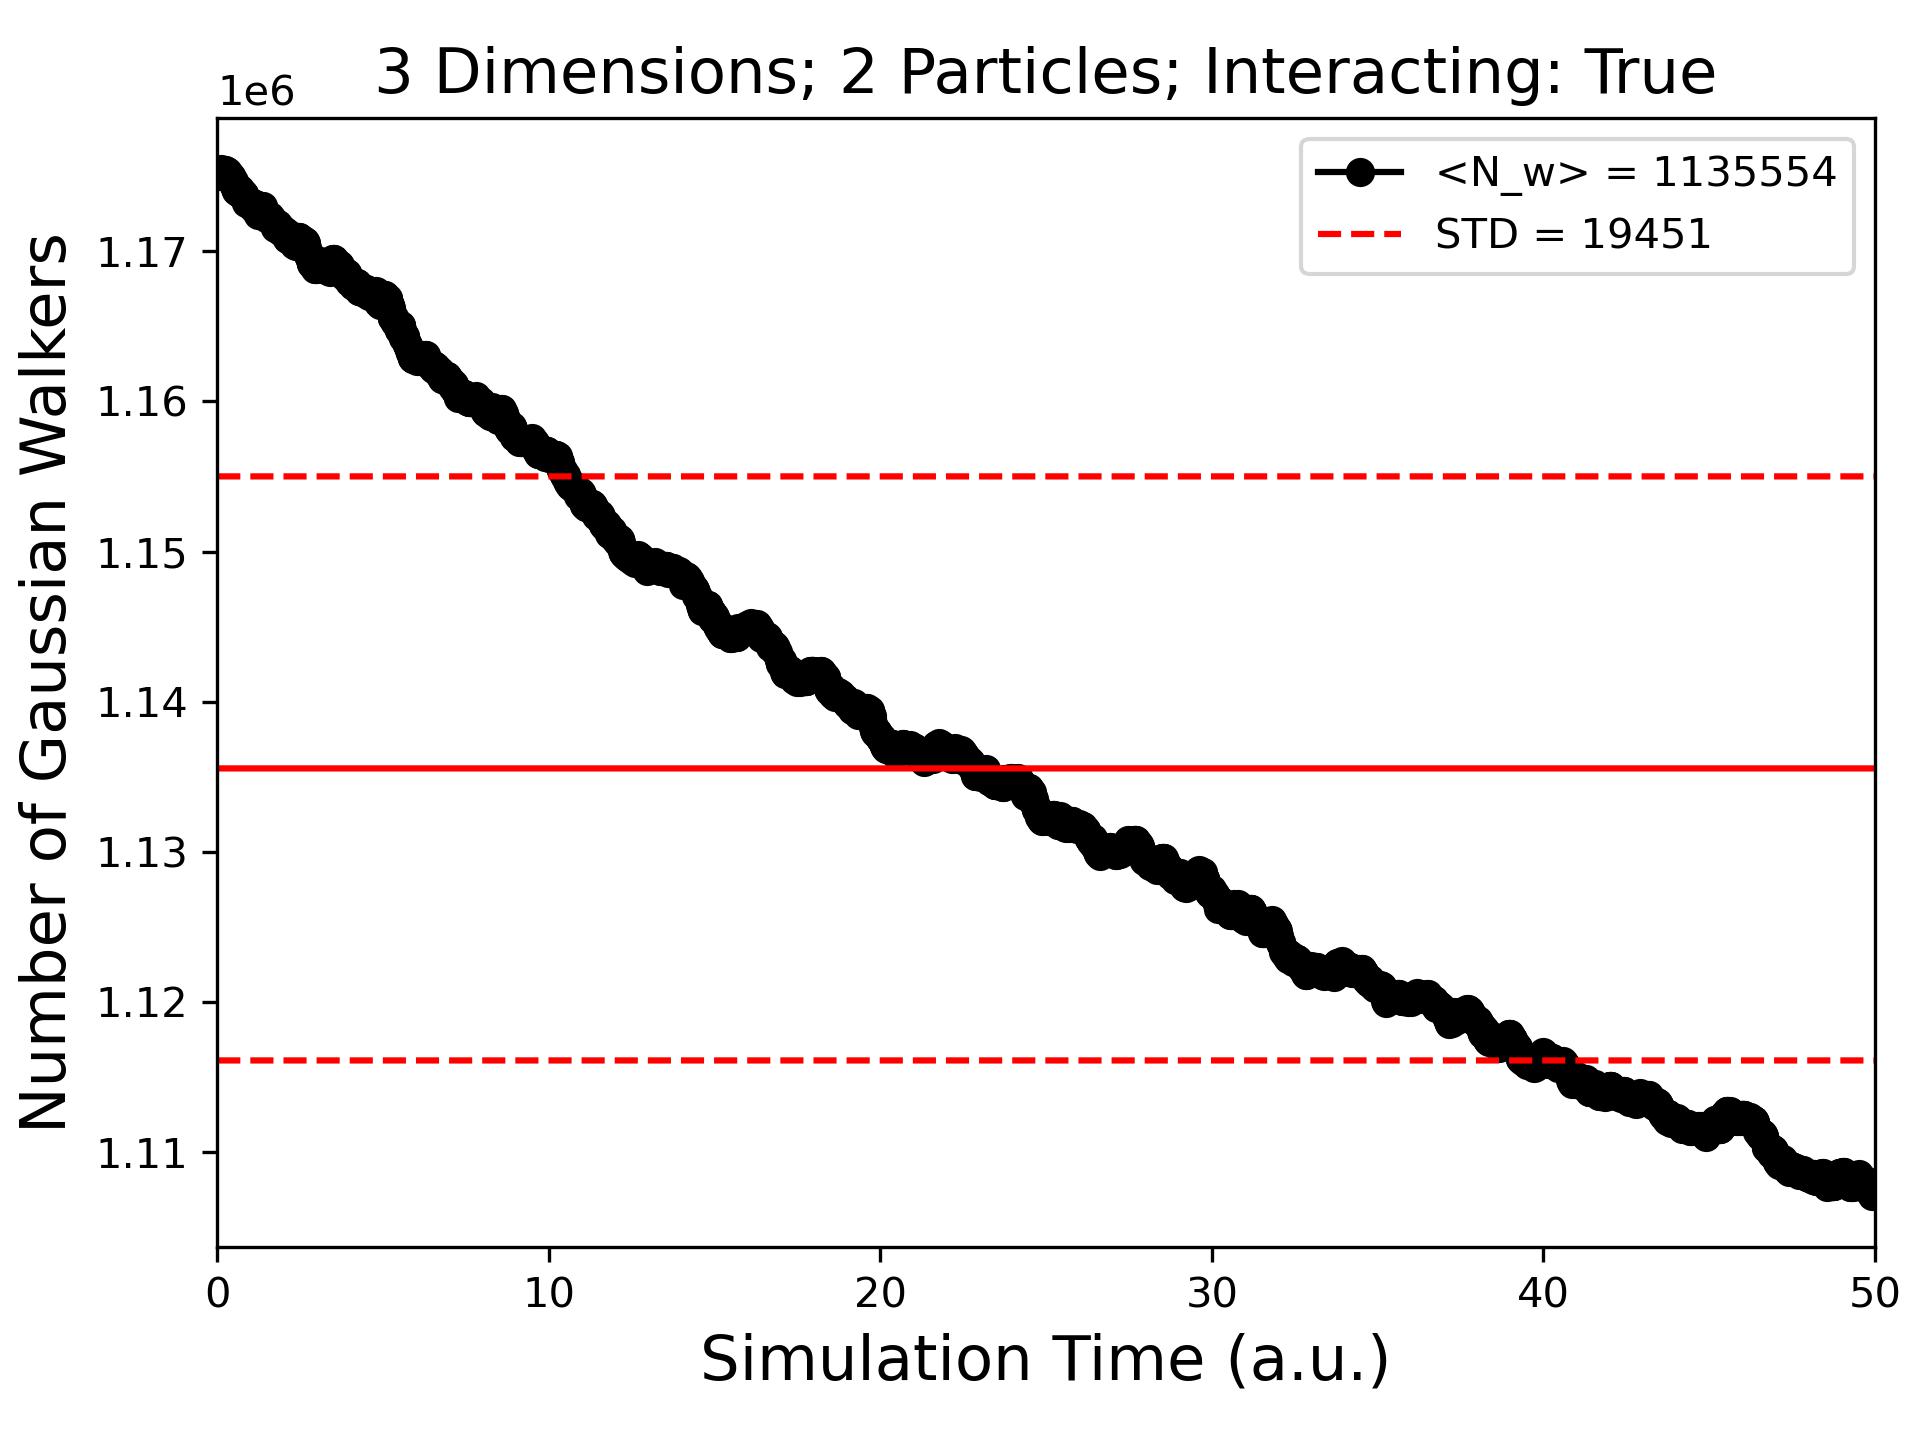 3 Dimensions; 2 Particles; Interacting: True
1e6
<N_w> = 1135554
STD = 19451
Number of Gaussian Walkers
1.17
1.16
1.15
1.14
1.13
1.12
1.11
0 10 20 30 40 50
Simulation Time (a.u.)